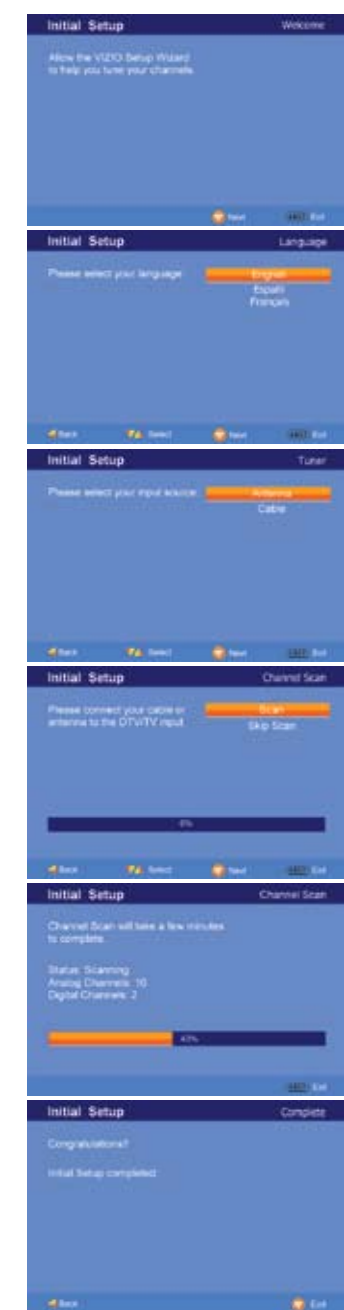 Initial Setup Welcome
Allow the VIZIO Setup Wizard
to help you tune your channels.
Next EXIT Exit
Initial Setup Language
Please select your language: English
Español
Français
Back Select Next EXIT Exit
Initial Setup Tuner
Please select your input source: Antenna
Cable
Back Select Next EXIT Exit
Initial Setup Channel Scan
Please connect your cable or Scan
antenna to the DTV/TV input Skip Scan
0%
Back Select Next EXIT Exit
Initial Setup Channel Scan
Channel Scan will take a few minutes
to complete.
Status: Scanning
Analog Channels: 10
Digital Channels: 2
43%
EXIT Exit
Initial Setup Complete
Congratulations!!
Initial Setup completed
Back Exit